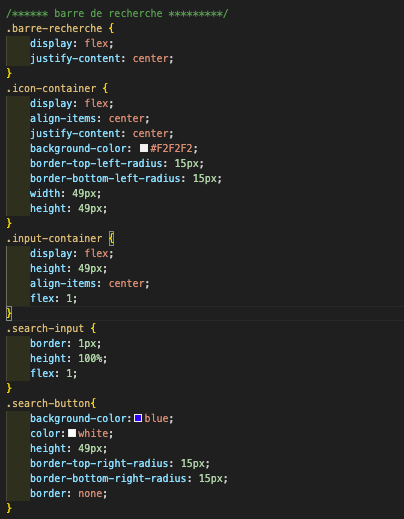 /****** barre de recherche *********/
.barre-recherche {
display: flex;
justify-content: center;
}
.icon-container {
display: flex;
align-items: center;
justify-content: center;
background-color: #F2F2F2;
border-top-left-radius: 15px;
border-bottom-left-radius: 15px;
width: 49px;
height: 49px;
}
.input-container {
display: flex;
height: 49px;
align-items: center;
flex: 1;
}
.search-input {
border: 1px;
height: 100%;
flex: 1;
}
.search-button{
background-color:blue;
color:white;
height: 49px;
border-top-right-radius: 15px;
border-bottom-right-radius: 15px;
border: none;
}